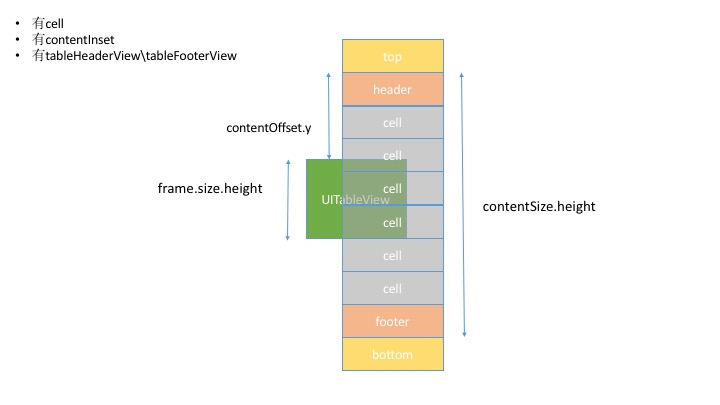 • 有cell
• 有contentInset
• 有tableHeaderView\tableFooterView
top
header
cell
contentOffset.y
cell
cell
frame.size.height
UITableView
contentSize.height
cell
cell
cell
footer
bottom